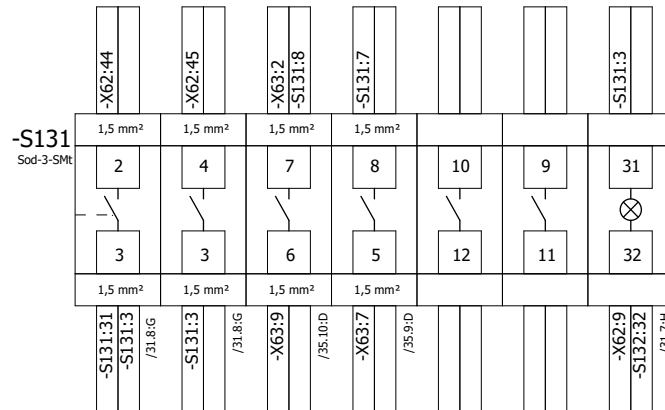 -X62:44
-X62:45
-X63:2
-S131:8
-S131:7
-S131:3
-S131
Sod-3-SMt
1,5 mm²
1,5 mm²
1,5 mm²
1,5 mm²
2
4
7
8
10
9
31
3
3
6
5
12
11
32
1,5 mm²
1,5 mm²
1,5 mm²
1,5 mm²
-S131:31
-S131:3
/31.8:G
-S131:3
/31.8:G
-X63:9
/35.10:D
-X63:7
/35.9:D
-X62:9
-S132:32
/31.7:H